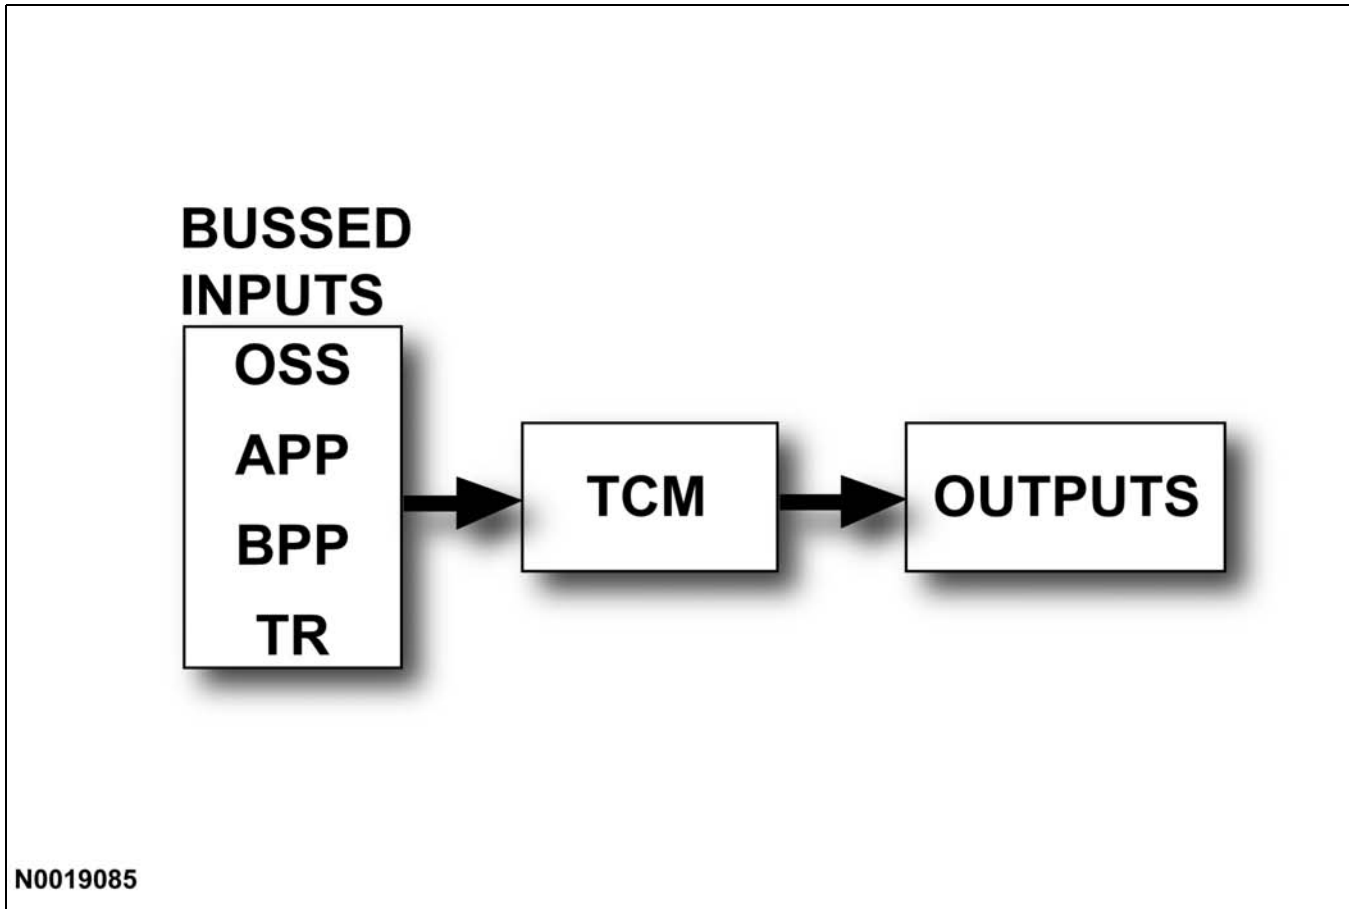 BUSSED
INPUTS
OSS
APP
BPP
TR
TCM
OUTPUTS
N0019085